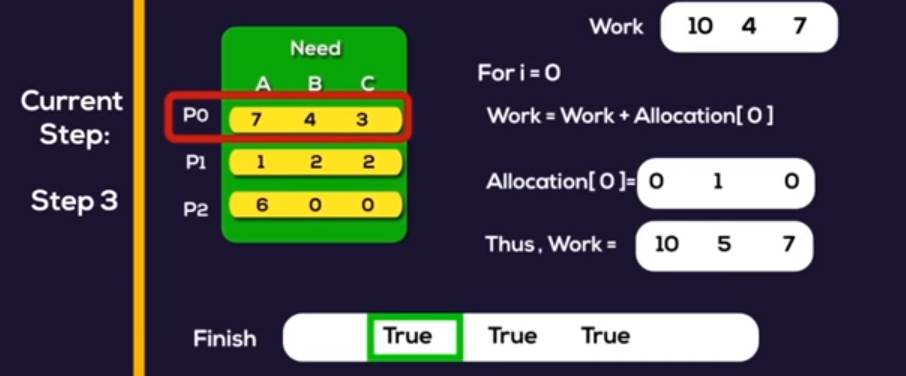 Current
Step:
Step 3
Need
A B C
P0 7 4 3
P1 1 2 2
P2 6 0 0
Work 10 4 7
For i = 0
Work = Work + Allocation[ 0 ]
Allocation[ 0 ]= 0 1 0
Thus , Work = 10 5 7
Finish True True True